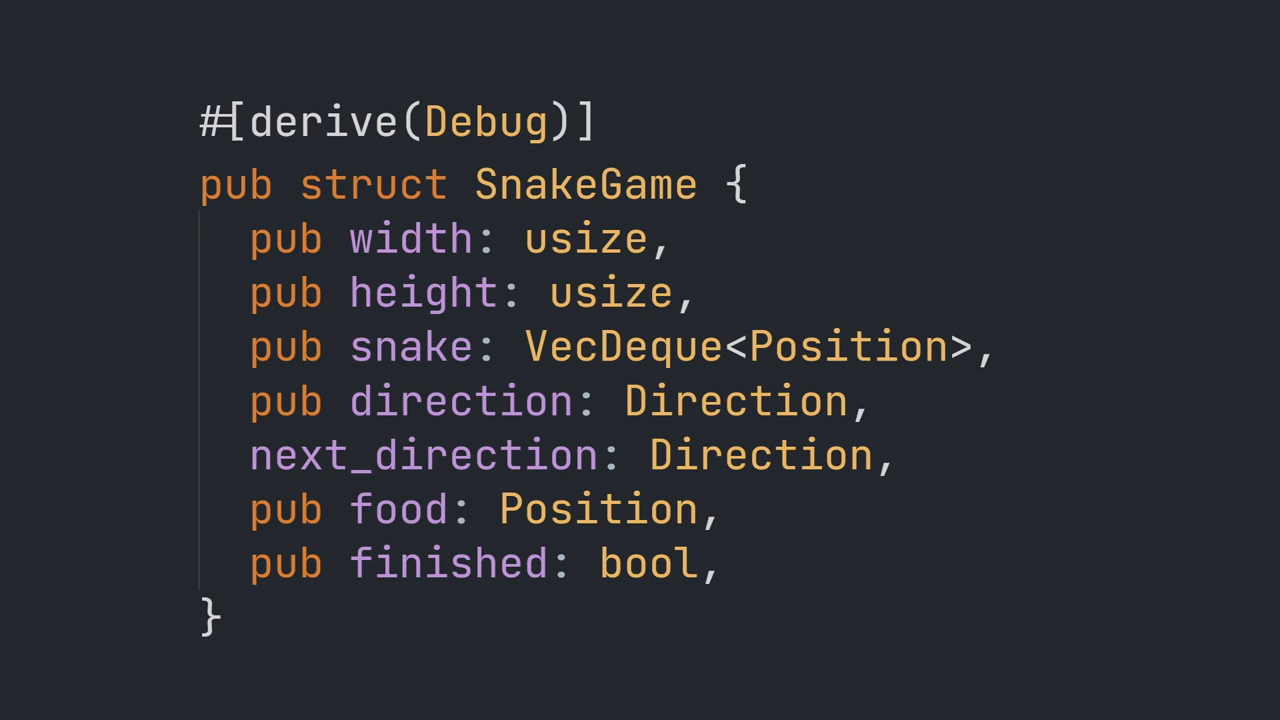 #[derive(Debug)]
pub struct SnakeGame {
  pub width: usize,
  pub height: usize,
  pub snake: VecDeque<Position>,
  pub direction: Direction,
  next_direction: Direction,
  pub food: Position,
  pub finished: bool,
}